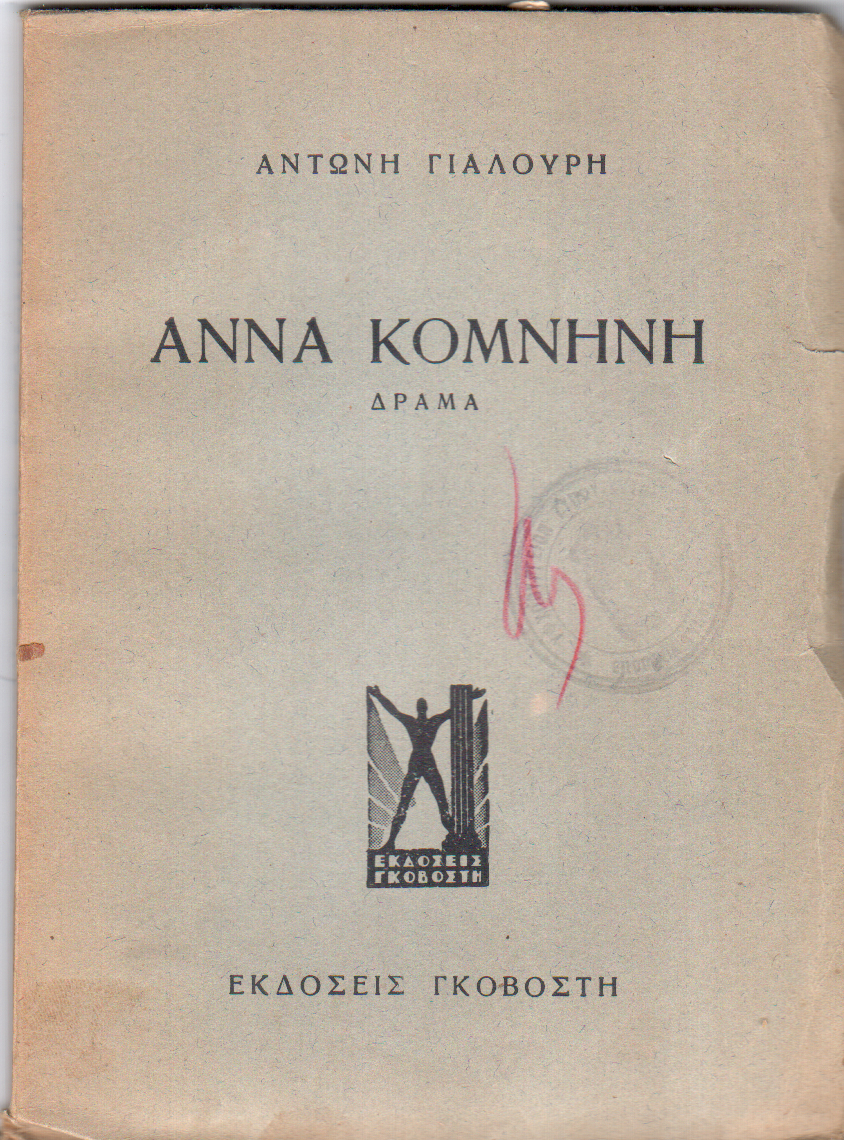 ΑΝΤΩΝΗ ΓΙΑΛΟΥΡΗ
ΑΝΝΑ ΚΟΜΝΗΝΗ
ΔΡΑΜΑ
ΕΚΔΟΣΕΙΣ
ΓΚΟΒΟΣΤΗ
ΕΚΔΟΣΕΙΣ ΓΚΟΒΟΣΤΗ